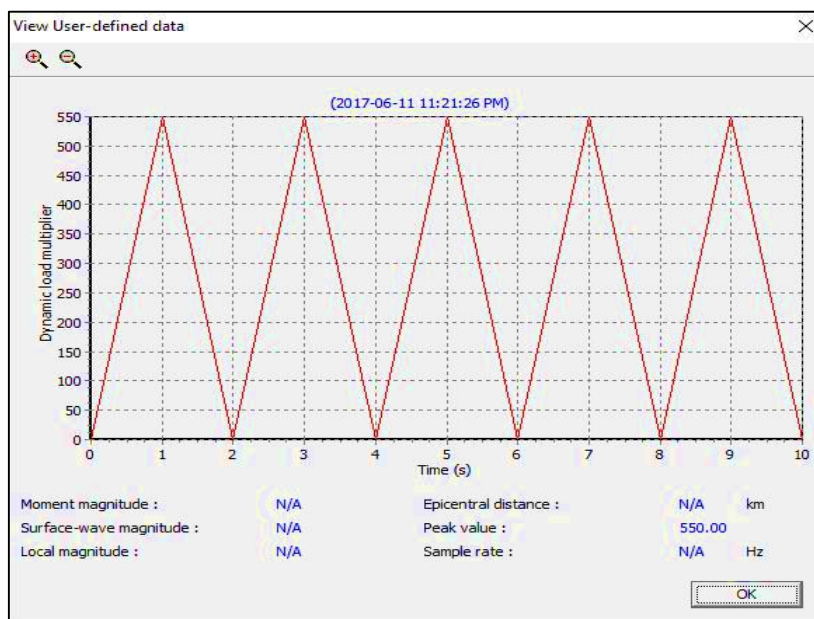 View User-defined data
(2017-06-11 11:21:26 PM)
Dynamic load multiplier
550
500
450
400
350
300
250
200
150
100
50
0
0 1 2 3 4 5 6 7 8 9 10
Time (s)
Moment magnitude : N/A Epicentral distance : N/A km
Surface-wave magnitude : N/A Peak value : 550.00
Local magnitude : N/A Sample rate : N/A Hz
OK